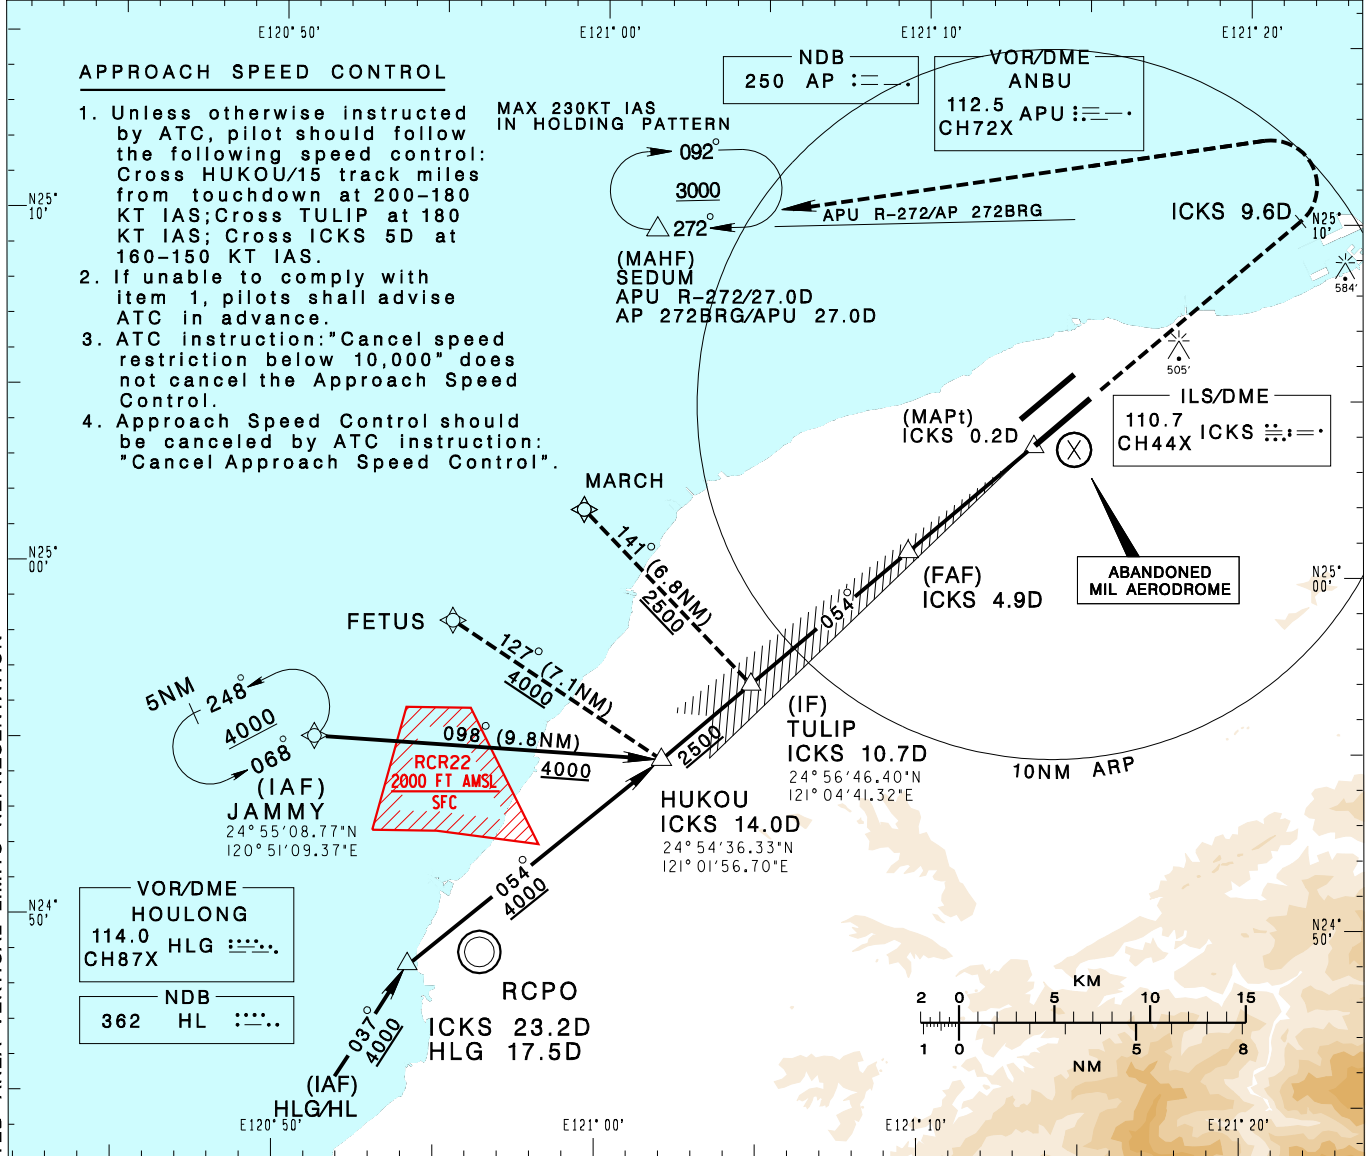 E120°50' E121°00' E121°10' E121°20'
APPROACH SPEED CONTROL
1. Unless otherwise instructed
by ATC, pilot should follow
the following speed control:
Cross HUKOU/15 track miles
from touchdown at 200-180
KT IAS;Cross TULIP at 180
KT IAS; Cross ICKS 5D at
160-150 KT IAS.
2. If unable to comply with
item 1, pilots shall advise
ATC in advance.
3. ATC instruction:"Cancel speed
restriction below 10,000" does
not cancel the Approach Speed
Control.
4. Approach Speed Control should
be canceled by ATC instruction:
"Cancel Approach Speed Control".
MAX 230KT IAS
IN HOLDING PATTERN
092°
3000
272°
(MAHF)
SEDUM
APU R-272/27.0D
AP 272BRG/APU 27.0D
NDB
250 AP
VOR/DME
ANBU
112.5
CH72X
APU
APU R-272/AP 272BRG
ICKS 9.6D
N25°
10'
N25°
10'
584'
505'
ILS/DME
110.7
CH44X
ICKS
(MAPt)
ICKS 0.2D
ABANDONED
MIL AERODROME
MARCH
141° (6.8NM)
2500
(FAF)
ICKS 4.9D
054°
N25°
00'
N25°
00'
FETUS
127° (7.1NM)
4000
5NM
248°
4000
068°
(IAF)
JAMMY
24°55'08.77"N
120°51'09.37"E
098° (9.8NM)
4000
RCR22
2000 FT AMSL
SFC
2500
(IF)
TULIP
ICKS 10.7D
24°56'46.40"N
121°04'41.32"E
10NM ARP
HUKOU
ICKS 14.0D
24°54'36.33"N
121°01'56.70"E
054°
4000
VOR/DME
HOULONG
114.0
CH87X
HLG
NDB
362 HL
N24°
50'
N24°
50'
RCPO
ICKS 23.2D
HLG 17.5D
037°
4000
(IAF)
HLG/HL
KM
2 0 5 10 15
1 0 5 8
NM
E120°50' E121°00' E121°10' E121°20'